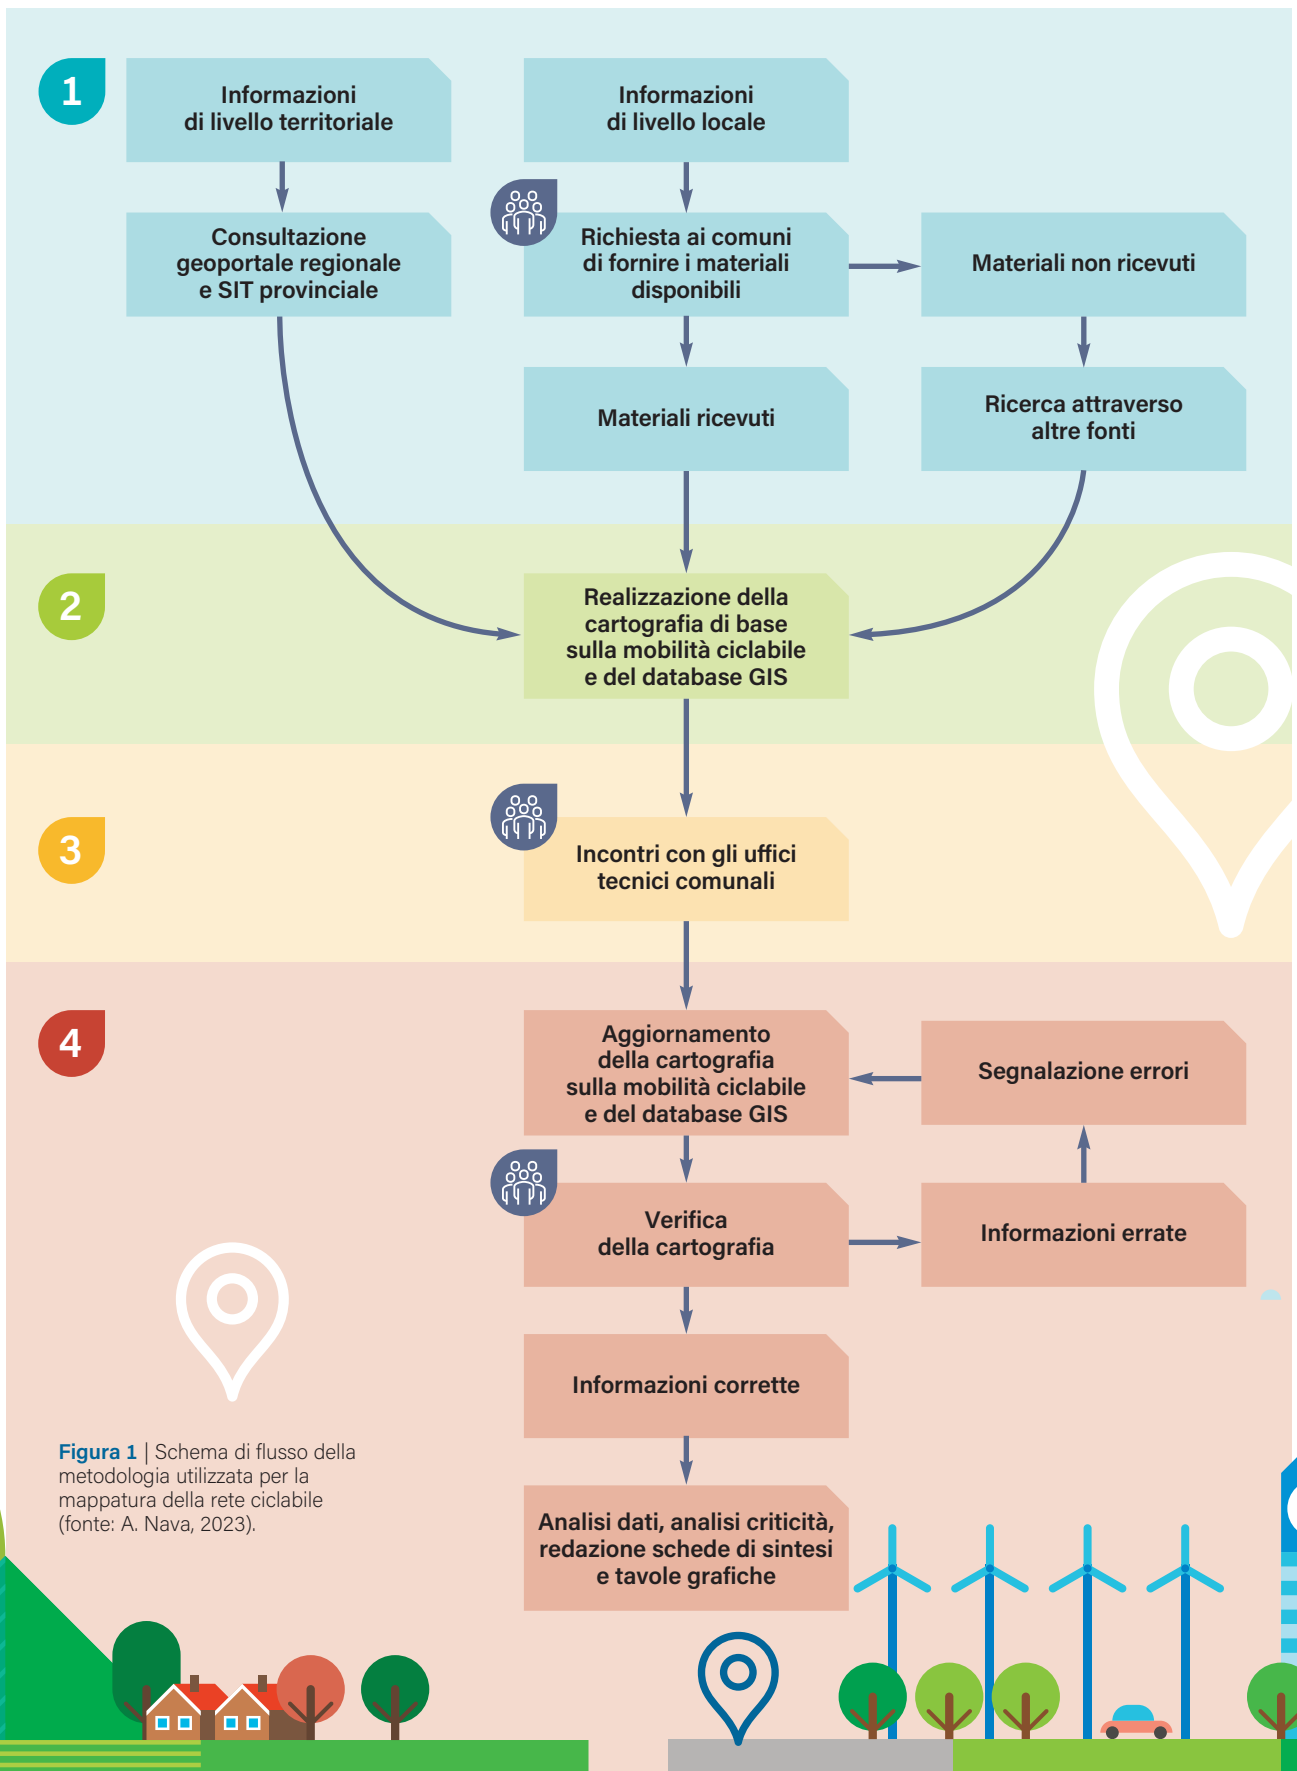 1
Informazioni
di livello territoriale
Informazioni
di livello locale
Consultazione
geoportale regionale
e SIT provinciale
Richiesta ai comuni
di fornire i materiali
disponibili
Materiali non ricevuti
Materiali ricevuti
Ricerca attraverso
altre fonti
2
Realizzazione della
cartografia di base
sulla mobilità ciclabile
e del database GIS
3
Incontri con gli uffici
tecnici comunali
4
Aggiornamento
della cartografia
sulla mobilità ciclabile
e del database GIS
Segnalazione errori
Verifica
della cartografia
Informazioni errate
Informazioni corrette
Analisi dati, analisi criticità,
redazione schede di sintesi
e tavole grafiche
Figura 1 | Schema di flusso della
metodologia utilizzata per la
mappatura della rete ciclabile
(fonte: A. Nava, 2023).